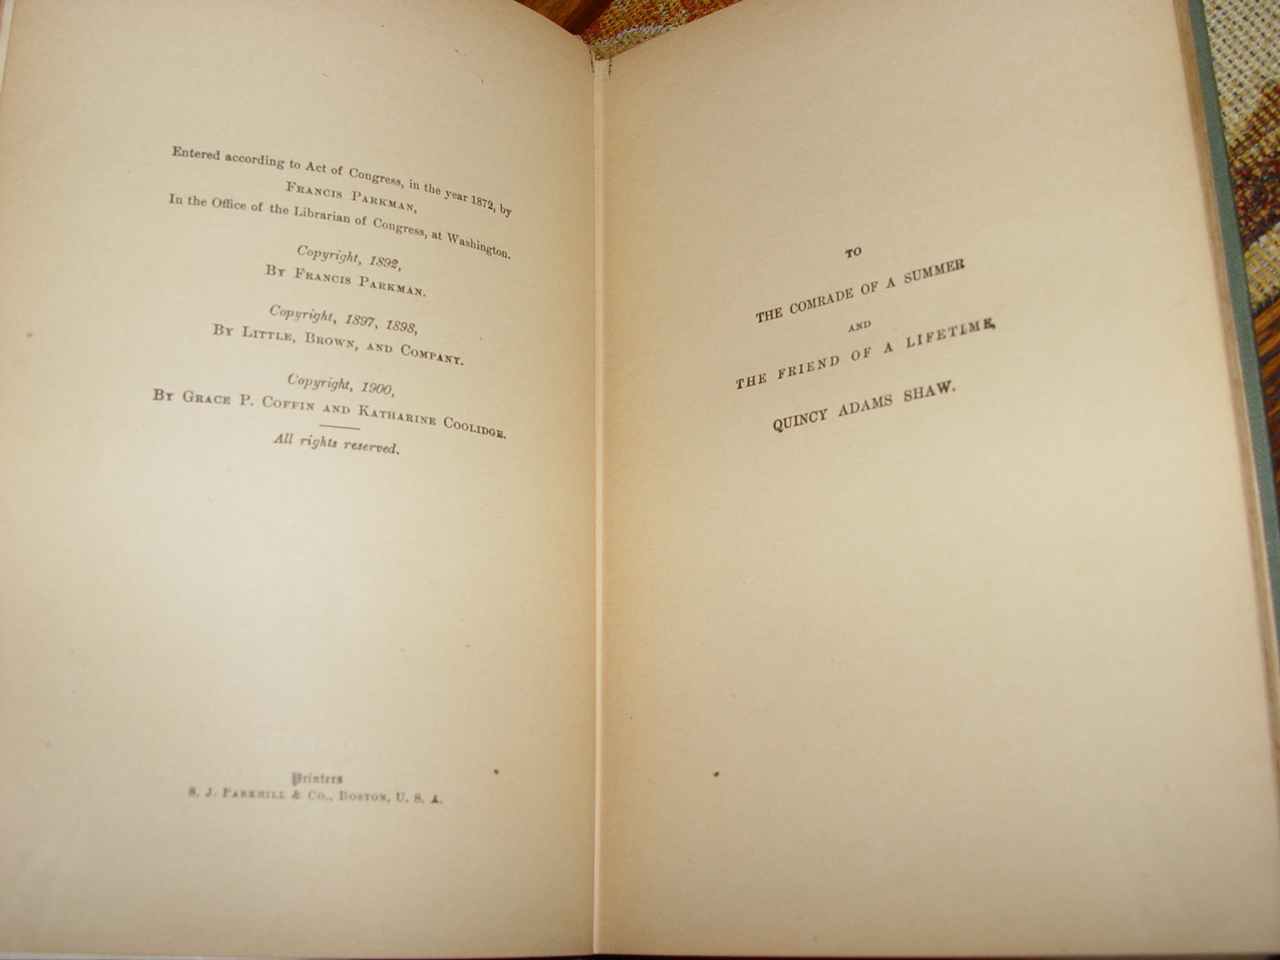 Entered according to Act of Congress, in the year 1872, by
FRANCIS PARKMAN,
In the Office of the Librarian of Congress, at Washington.
Copyright, 1892,
BY FRANCIS PARKMAN.
Copyright, 1897, 1898,
BY LITTLE, BROWN, AND COMPANY.
Copyright, 1900,
BY GRACE P. COFFIN AND KATHARINE COOLIDGE.
All rights reserved.
Printers
S. J. PARKHILL & CO., BOSTON, U. S. A.
TO
THE COMRADE OF A SUMMER
AND
THE FRIEND OF A LIFETIME,
QUINCY ADAMS SHAW.